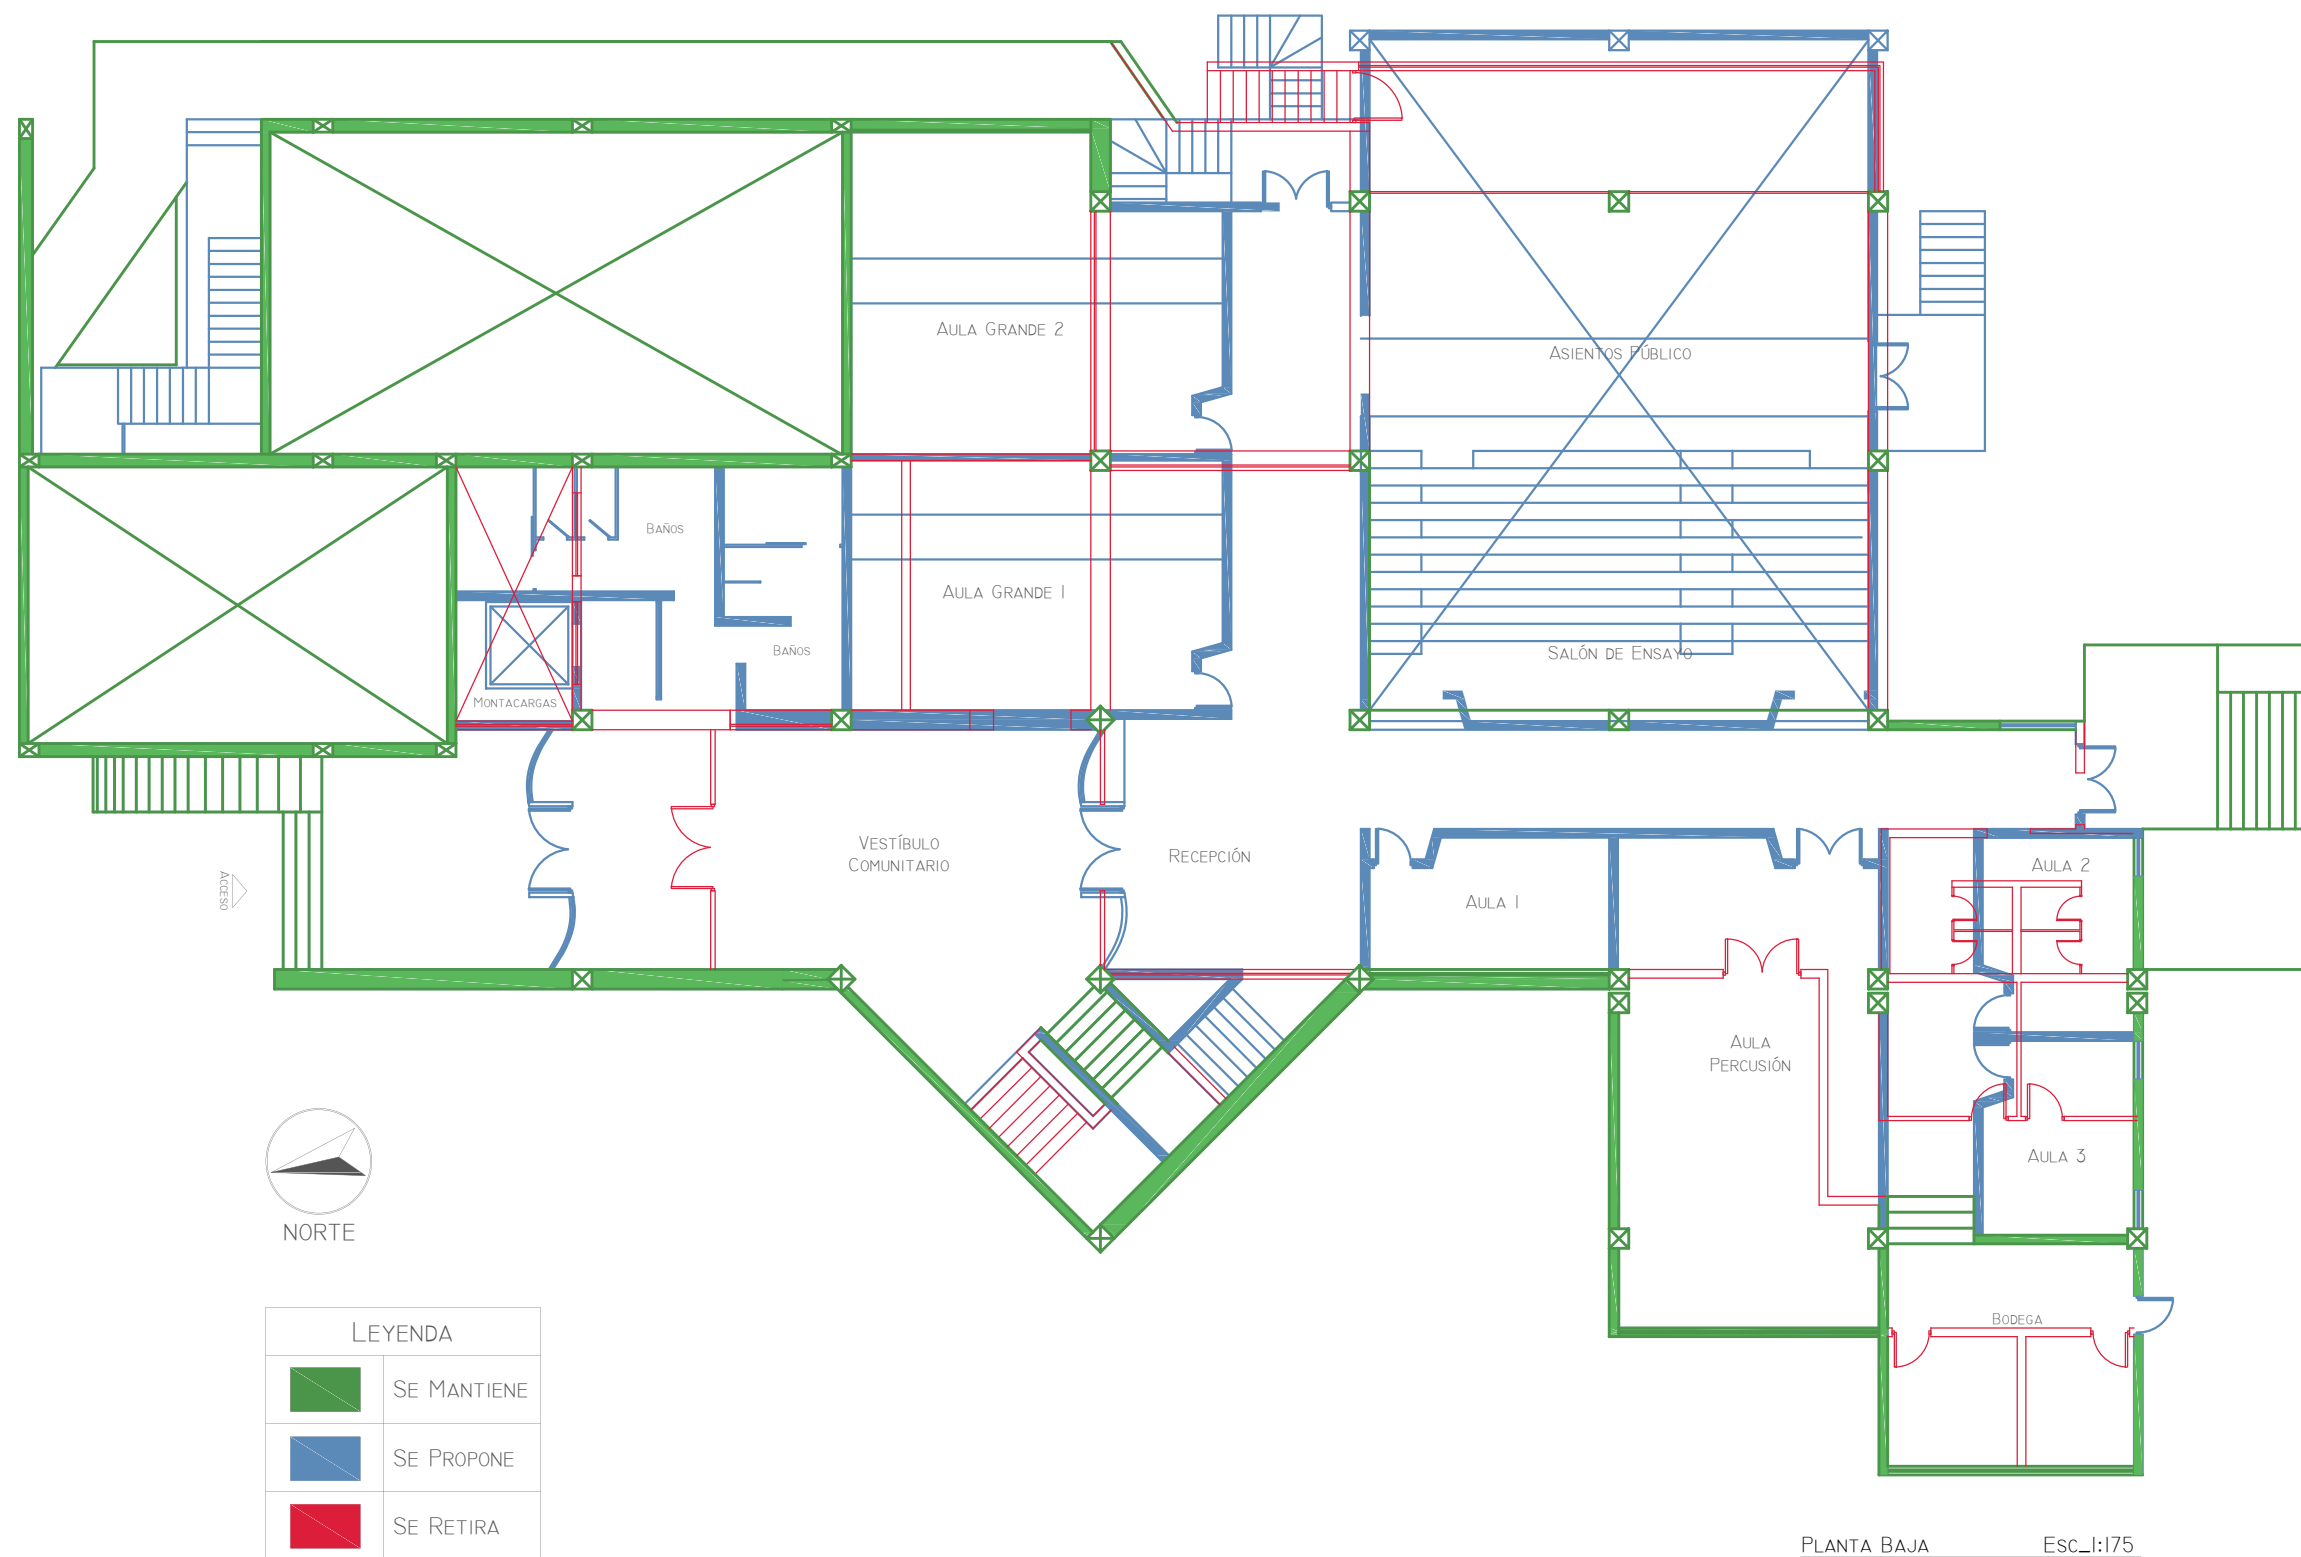 Aula Grande 2
Asientos Público
Baños
Aula Grande 1
Baños
Salón de Ensayo
Montacargas
Vestíbulo
Comunitario
Recepción
Acceso
Aula 1
Aula 2
Aula
Percusión
Aula 3
NORTE
Bodega
Leyenda
Se Mantiene
Se Propone
Se Retira
Planta Baja
Esc_1:175